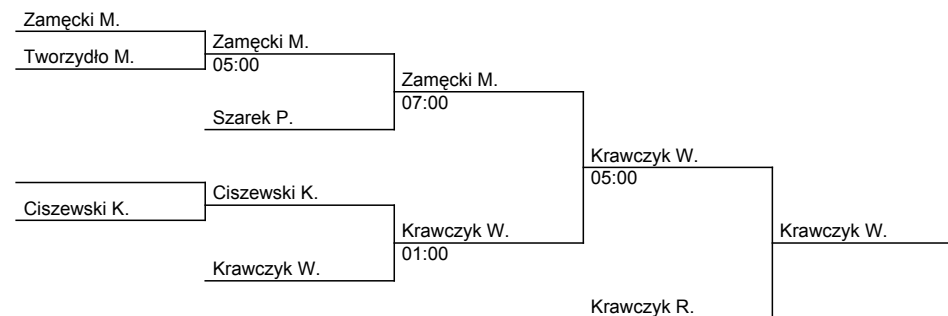 Zamęcki M.
Tworzydło M.
Zamęcki M.
05:00
Szarek P.
Zamęcki M.
07:00
Ciszewski K.
Ciszewski K.
Krawczyk W.
Krawczyk W.
01:00
Krawczyk W.
05:00
Krawczyk R.
Krawczyk W.